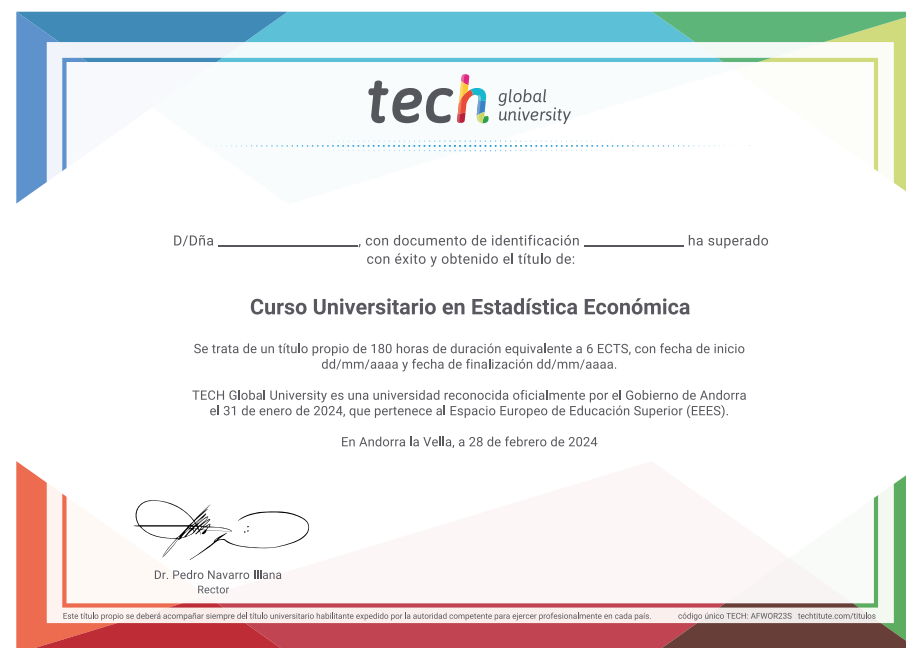 tech global university
D/Dña ____________________, con documento de identificación ______________ ha superado
con éxito y obtenido el título de:
Curso Universitario en Estadística Económica
Se trata de un título propio de 180 horas de duración equivalente a 6 ECTS, con fecha de inicio
dd/mm/aaaa y fecha de finalización dd/mm/aaaa.
TECH Global University es una universidad reconocida oficialmente por el Gobierno de Andorra
el 31 de enero de 2024, que pertenece al Espacio Europeo de Educación Superior (EEES).
En Andorra la Vella, a 28 de febrero de 2024
Dr. Pedro Navarro Illana
Rector
Este título propio se deberá acompañar siempre del título universitario habilitante expedido por la autoridad competente para ejercer profesionalmente en cada país. código único TECH: AFWOR23S techtitute.com/titulos